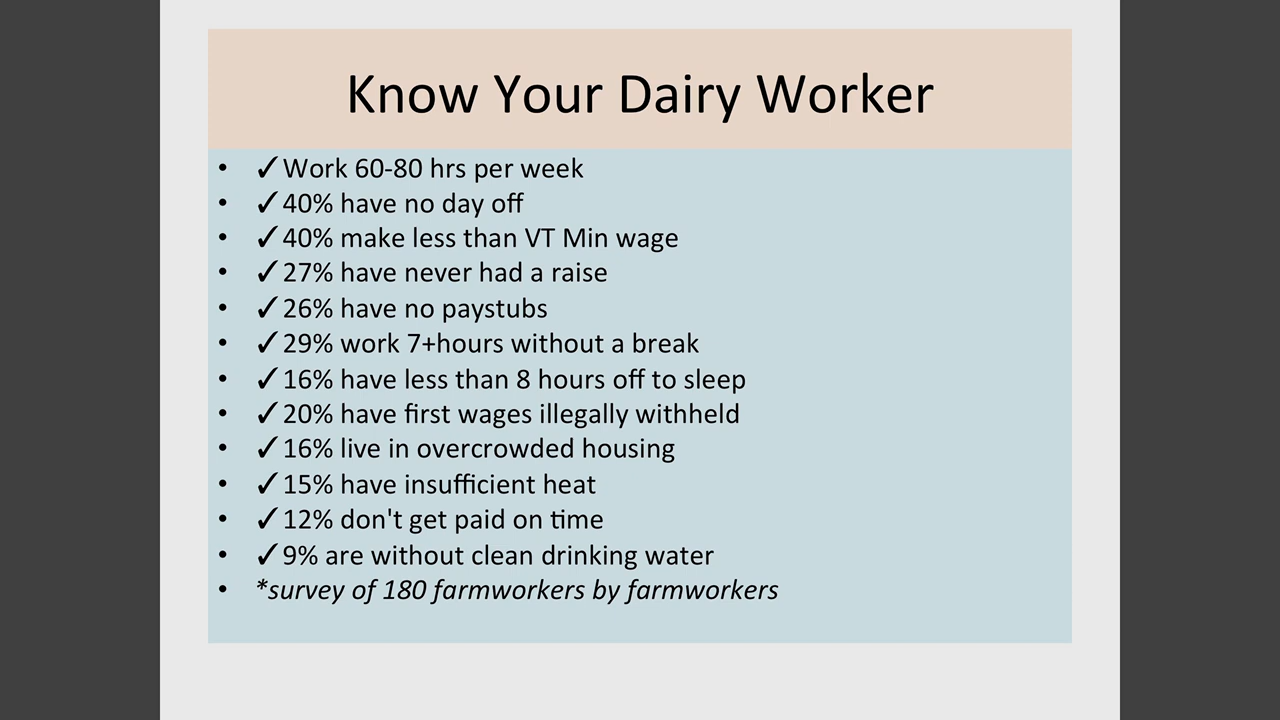 Know Your Dairy Worker
• ✓Work 60-80 hrs per week
• ✓40% have no day off
• ✓40% make less than VT Min wage
• ✓27% have never had a raise
• ✓26% have no paystubs
• ✓29% work 7+hours without a break
• ✓16% have less than 8 hours off to sleep
• ✓20% have first wages illegally withheld
• ✓16% live in overcrowded housing
• ✓15% have insufficient heat
• ✓12% don't get paid on time
• ✓9% are without clean drinking water
• *survey of 180 farmworkers by farmworkers